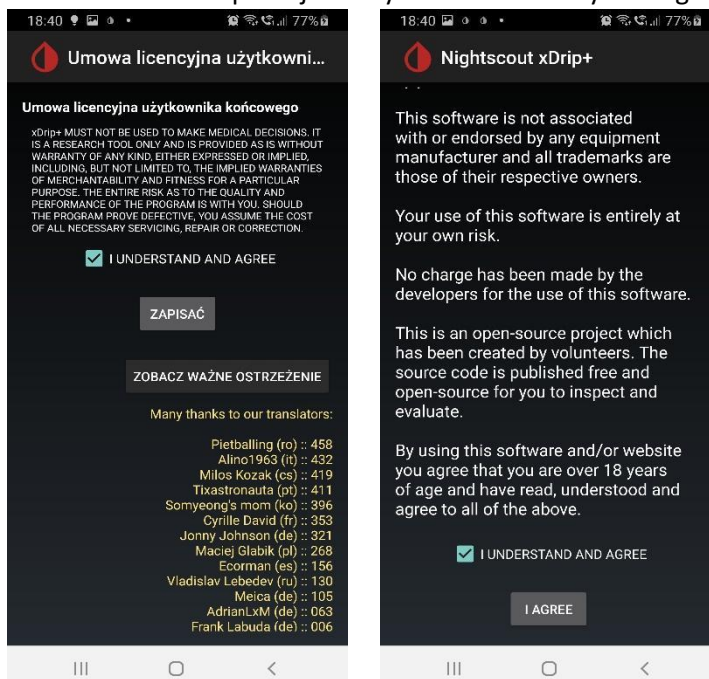 18:40
77%
Umowa licencyjna użytkowni...
Umowa licencyjna użytkownika końcowego
xDrip+ MUST NOT BE USED TO MAKE MEDICAL DECISIONS. IT
IS A RESEARCH TOOL ONLY AND IS PROVIDED AS IS WITHOUT
WARRANTY OF ANY KIND, EITHER EXPRESSED OR IMPLIED,
INCLUDING, BUT NOT LIMITED TO, THE IMPLIED WARRANTIES
OF MERCHANTABILITY AND FITNESS FOR A PARTICULAR
PURPOSE. THE ENTIRE RISK AS TO THE QUALITY AND
PERFORMANCE OF THE PROGRAM IS WITH YOU. SHOULD
THE PROGRAM PROVE DEFECTIVE, YOU ASSUME THE COST
OF ALL NECESSARY SERVICING, REPAIR OR CORRECTION.
I UNDERSTAND AND AGREE
ZAPISAĆ
ZOBACZ WAŻNE OSTRZEŻENIE
Many thanks to our translators:
Pietballing (ro) :: 458
Alino1963 (it) :: 432
Milos Kozak (cs) :: 419
Tixastronauta (pt) :: 411
Somyeong's mom (ko) :: 396
Cyrille David (fr) :: 353
Jonny Johnson (de) :: 321
Maciej Glabik (pl) :: 268
Ecorman (es) :: 156
Vladislav Lebedev (ru) :: 130
Meica (de) :: 105
AdrianLxM (de) :: 063
Frank Labuda (de) :: 006
18:40
77%
Nightscout xDrip+
This software is not associated
with or endorsed by any equipment
manufacturer and all trademarks are
those of their respective owners.
Your use of this software is entirely at
your own risk.
No charge has been made by the
developers for the use of this software.
This is an open-source project which
has been created by volunteers. The
source code is published free and
open-source for you to inspect and
evaluate.
By using this software and/or website
you agree that you are over 18 years
of age and have read, understood and
agree to all of the above.
I UNDERSTAND AND AGREE
I AGREE